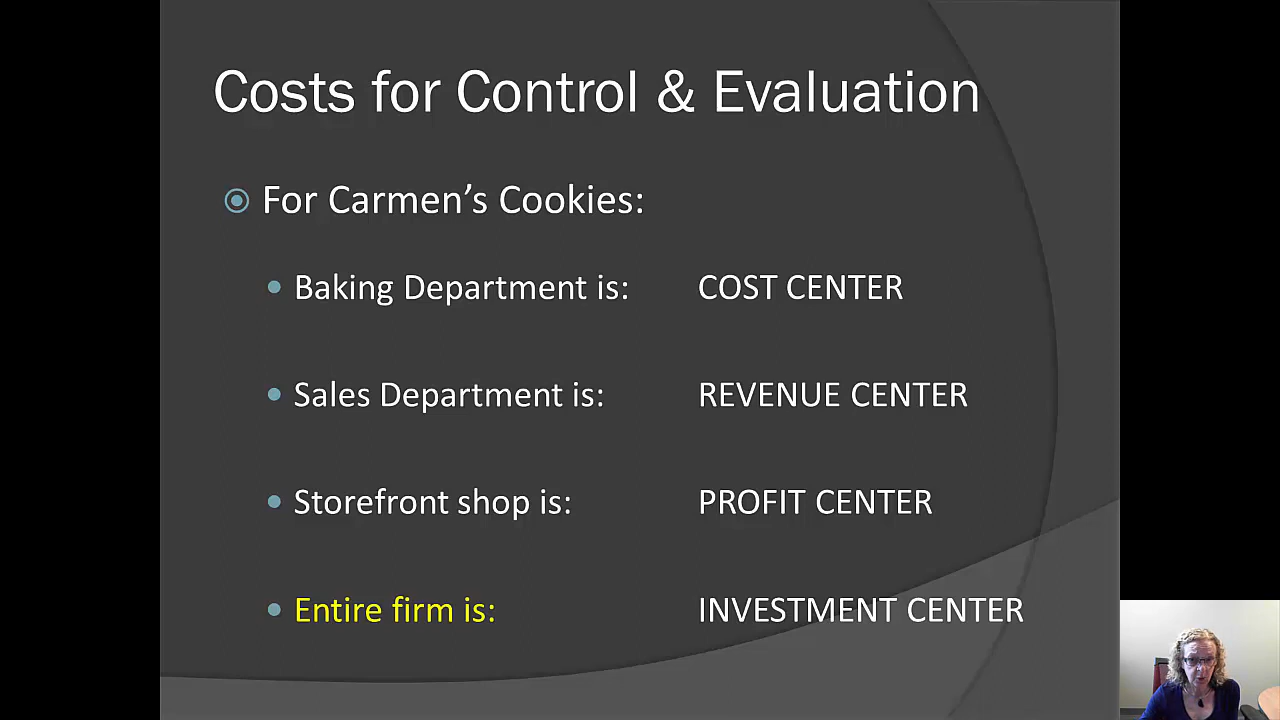 Costs for Control & Evaluation
For Carmen’s Cookies:
Baking Department is: COST CENTER
Sales Department is: REVENUE CENTER
Storefront shop is: PROFIT CENTER
Entire firm is: INVESTMENT CENTER